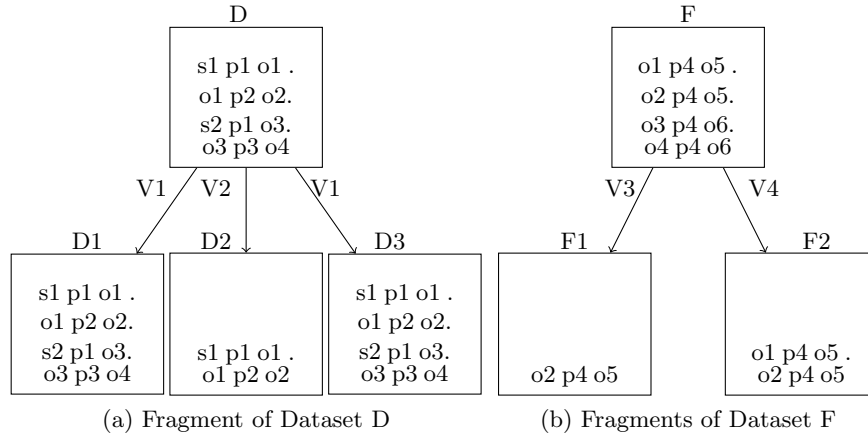 D
s1 p1 o1 .
o1 p2 o2.
s2 p1 o3.
o3 p3 o4
V1
V2
V1
D1
s1 p1 o1 .
o1 p2 o2.
s2 p1 o3.
o3 p3 o4
D2
s1 p1 o1 .
o1 p2 o2
D3
s1 p1 o1 .
o1 p2 o2.
s2 p1 o3.
o3 p3 o4
(a) Fragment of Dataset D
F
o1 p4 o5 .
o2 p4 o5.
o3 p4 o6.
o4 p4 o6
V3
V4
F1
o2 p4 o5
F2
o1 p4 o5 .
o2 p4 o5
(b) Fragments of Dataset F